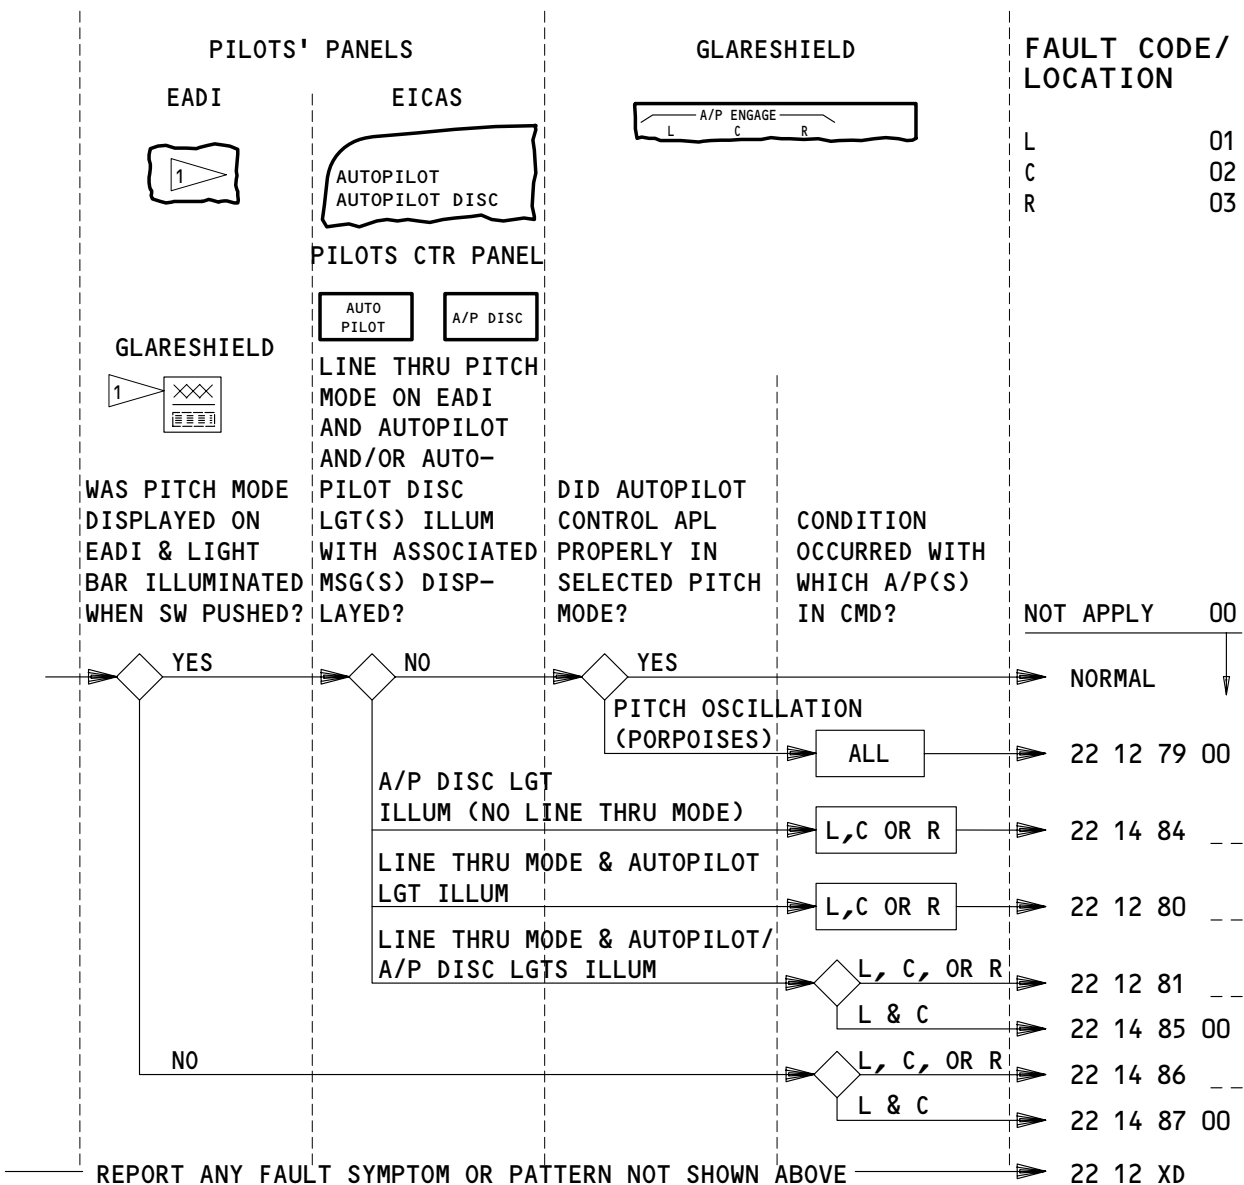 PILOTS' PANELS
GLARESHIELD
FAULT CODE/
LOCATION
EADI
EICAS
A/P ENGAGE
L C R
L 01
C 02
R 03
1
AUTOPILOT
AUTOPILOT DISC
PILOTS CTR PANEL
AUTO
PILOT
A/P DISC
GLARESHIELD
1
XXX
LINE THRU PITCH
MODE ON EADI
AND AUTOPILOT
AND/OR AUTO-
PILOT DISC
LGT(S) ILLUM
WITH ASSOCIATED
MSG(S) DISP-
LAYED?
WAS PITCH MODE
DISPLAYED ON
EADI & LIGHT
BAR ILLUMINATED
WHEN SW PUSHED?
DID AUTOPILOT
CONTROL APL
PROPERLY IN
SELECTED PITCH
MODE?
CONDITION
OCCURRED WITH
WHICH A/P(S)
IN CMD?
NOT APPLY 00
YES
NO
YES
NORMAL
PITCH OSCILLATION
(PORPOISES)
ALL
22 12 79 00
A/P DISC LGT
ILLUM (NO LINE THRU MODE)
L,C OR R
22 14 84 _ _
LINE THRU MODE & AUTOPILOT
LGT ILLUM
L,C OR R
22 12 80 _ _
LINE THRU MODE & AUTOPILOT/
A/P DISC LGTS ILLUM
L, C, OR R
22 12 81 _ _
L & C
22 14 85 00
NO
L, C, OR R
22 14 86 _ _
L & C
22 14 87 00
REPORT ANY FAULT SYMPTOM OR PATTERN NOT SHOWN ABOVE
22 12 XD